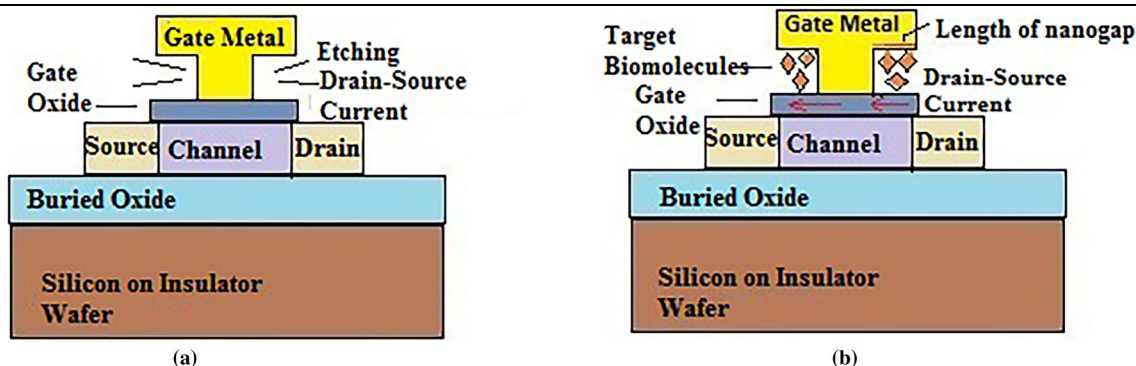 Gate Metal
Gate
Oxide
Etching
Drain-Source
Current
Source
Channel
Drain
Buried Oxide
Silicon on Insulator
Wafer
(a)
Gate Metal
Length of nanogap
Target
Biomolecules
Gate
Oxide
Drain-Source
Current
Source
Channel
Drain
Buried Oxide
Silicon on Insulator
Wafer
(b)